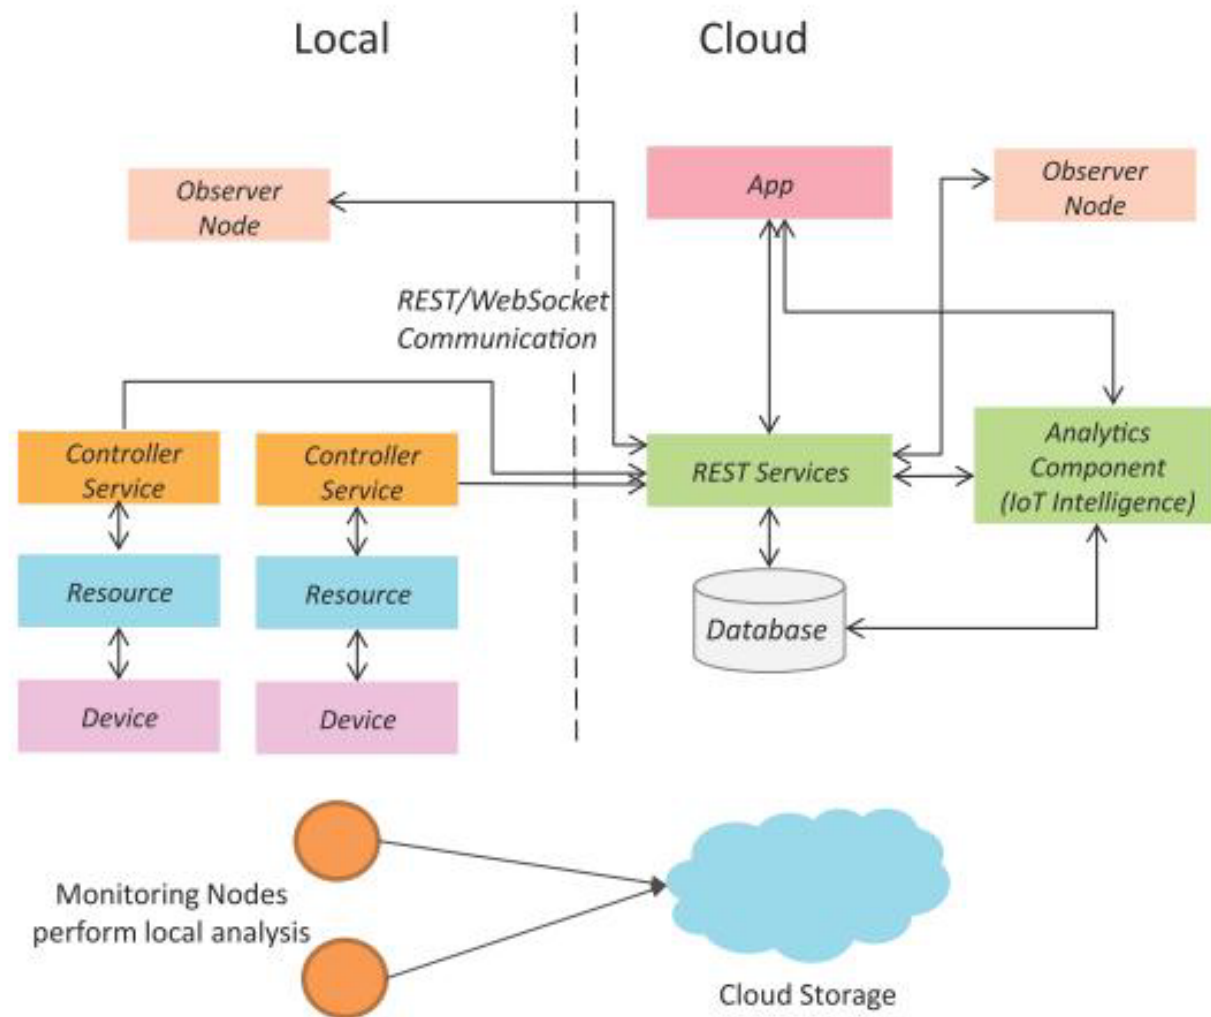 Local
Cloud
Observer
Node
App
Observer
Node
REST/WebSocket
Communication
Controller
Service
Controller
Service
REST Services
Analytics
Component
(IoT Intelligence)
Resource
Resource
Database
Device
Device
Monitoring Nodes
perform local analysis
Cloud Storage